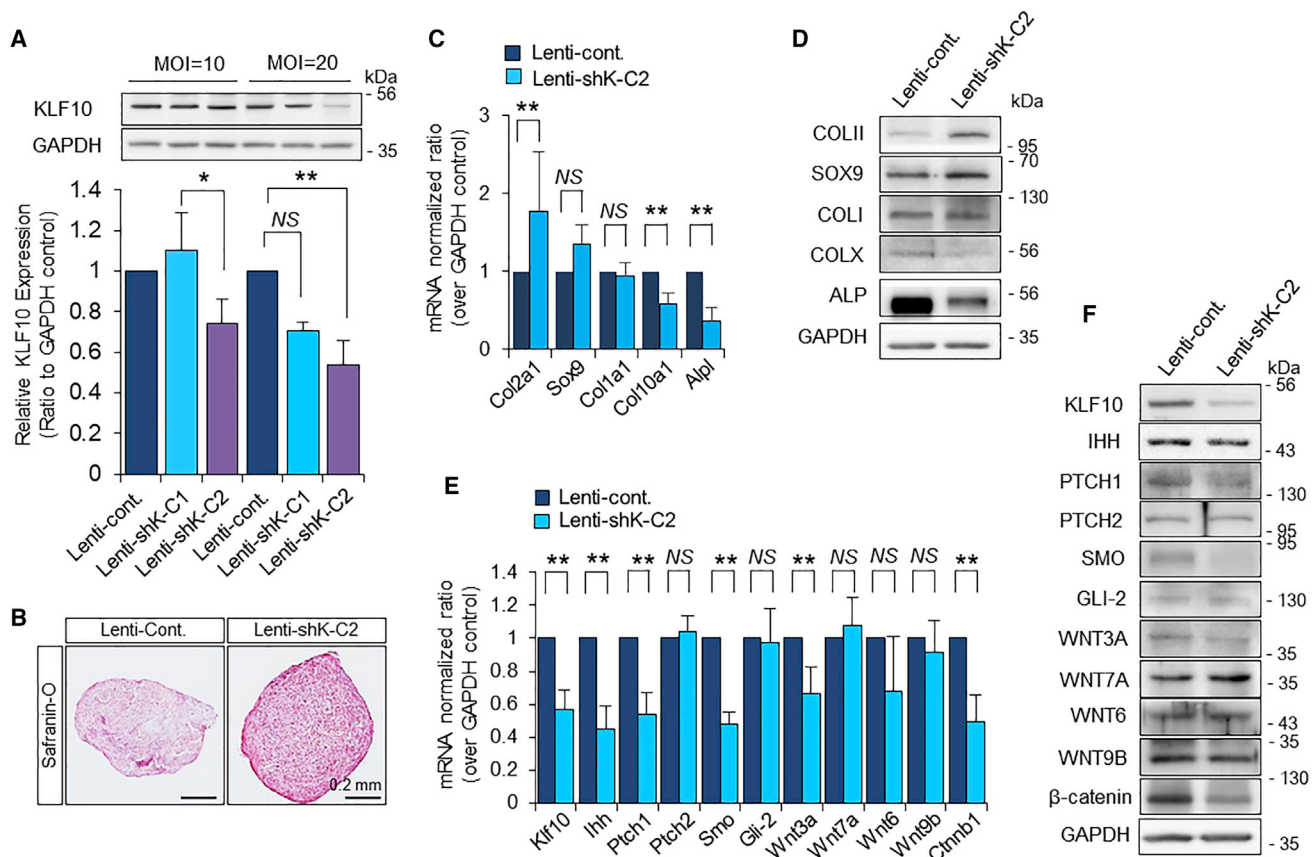 A
MOI=10 MOI=20
kDa
KLF10
- 56
GAPDH
- 35
Relative KLF10 Expression
(Ratio to GAPDH control)
1.4
1.2
1
0.8
0.6
0.4
0.2
0
*
NS
**
Lenti-cont.
Lenti-shK-C1
Lenti-shK-C2
Lenti-cont.
Lenti-shK-C1
Lenti-shK-C2
B
Lenti-Cont. Lenti-shK-C2
Safranin-O
0.2 mm
C
Lenti-cont.
Lenti-shK-C2
mRNA normalized ratio
(over GAPDH control)
3
2
1
0
** NS NS ** **
Col2a1
Sox9
Col1a1
Col10a1
Alpl
D
Lenti-cont.
Lenti-shK-C2
kDa
COLII
- 95
SOX9
- 70
- 130
COLI
COLX
- 56
ALP
- 56
GAPDH
- 35
E
Lenti-cont.
Lenti-shK-C2
mRNA normalized ratio
(over GAPDH control)
1.4
1.2
1
0.8
0.6
0.4
0.2
0
** ** ** NS ** NS ** NS NS NS **
Klf10
Ihh
Ptch1
Ptch2
Smo
Gli-2
Wnt3a
Wnt7a
Wnt6
Wnt9b
Ctnnb1
F
Lenti-cont.
Lenti-shK-C2
kDa
- 56
KLF10
IHH
- 43
PTCH1
- 130
PTCH2
- 95
- 95
SMO
GLI-2
- 130
WNT3A
- 35
WNT7A
- 35
WNT6
- 43
- 35
WNT9B
- 130
β-catenin
GAPDH
- 35